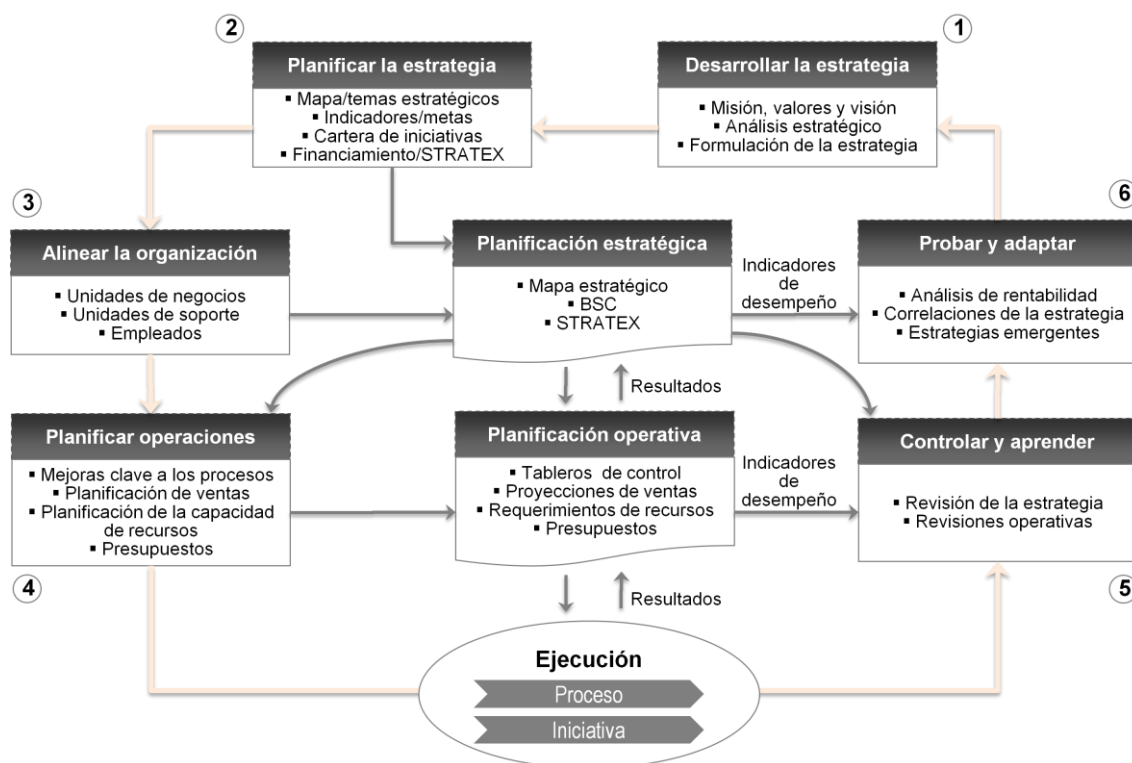 2
Planificar la estrategia
▪ Mapa/temas estratégicos
▪ Indicadores/metas
▪ Cartera de iniciativas
▪ Financiamiento/STRATEX
1
Desarrollar la estrategia
▪ Misión, valores y visión
▪ Análisis estratégico
▪ Formulación de la estrategia
3
Alinear la organización
▪ Unidades de negocios
▪ Unidades de soporte
▪ Empleados
Planificación estratégica
▪ Mapa estratégico
▪ BSC
▪ STRATEX
Indicadores
de
desempeño
6
Probar y adaptar
▪ Análisis de rentabilidad
▪ Correlaciones de la estrategia
▪ Estrategias emergentes
Resultados
Planificar operaciones
▪ Mejoras clave a los procesos
▪ Planificación de ventas
▪ Planificación de la capacidad
de recursos
▪ Presupuestos
4
Planificación operativa
▪ Tableros de control
▪ Proyecciones de ventas
▪ Requerimientos de recursos
▪ Presupuestos
Indicadores
de
desempeño
Controlar y aprender
▪ Revisión de la estrategia
▪ Revisiones operativas
5
Resultados
Ejecución
Proceso
Iniciativa